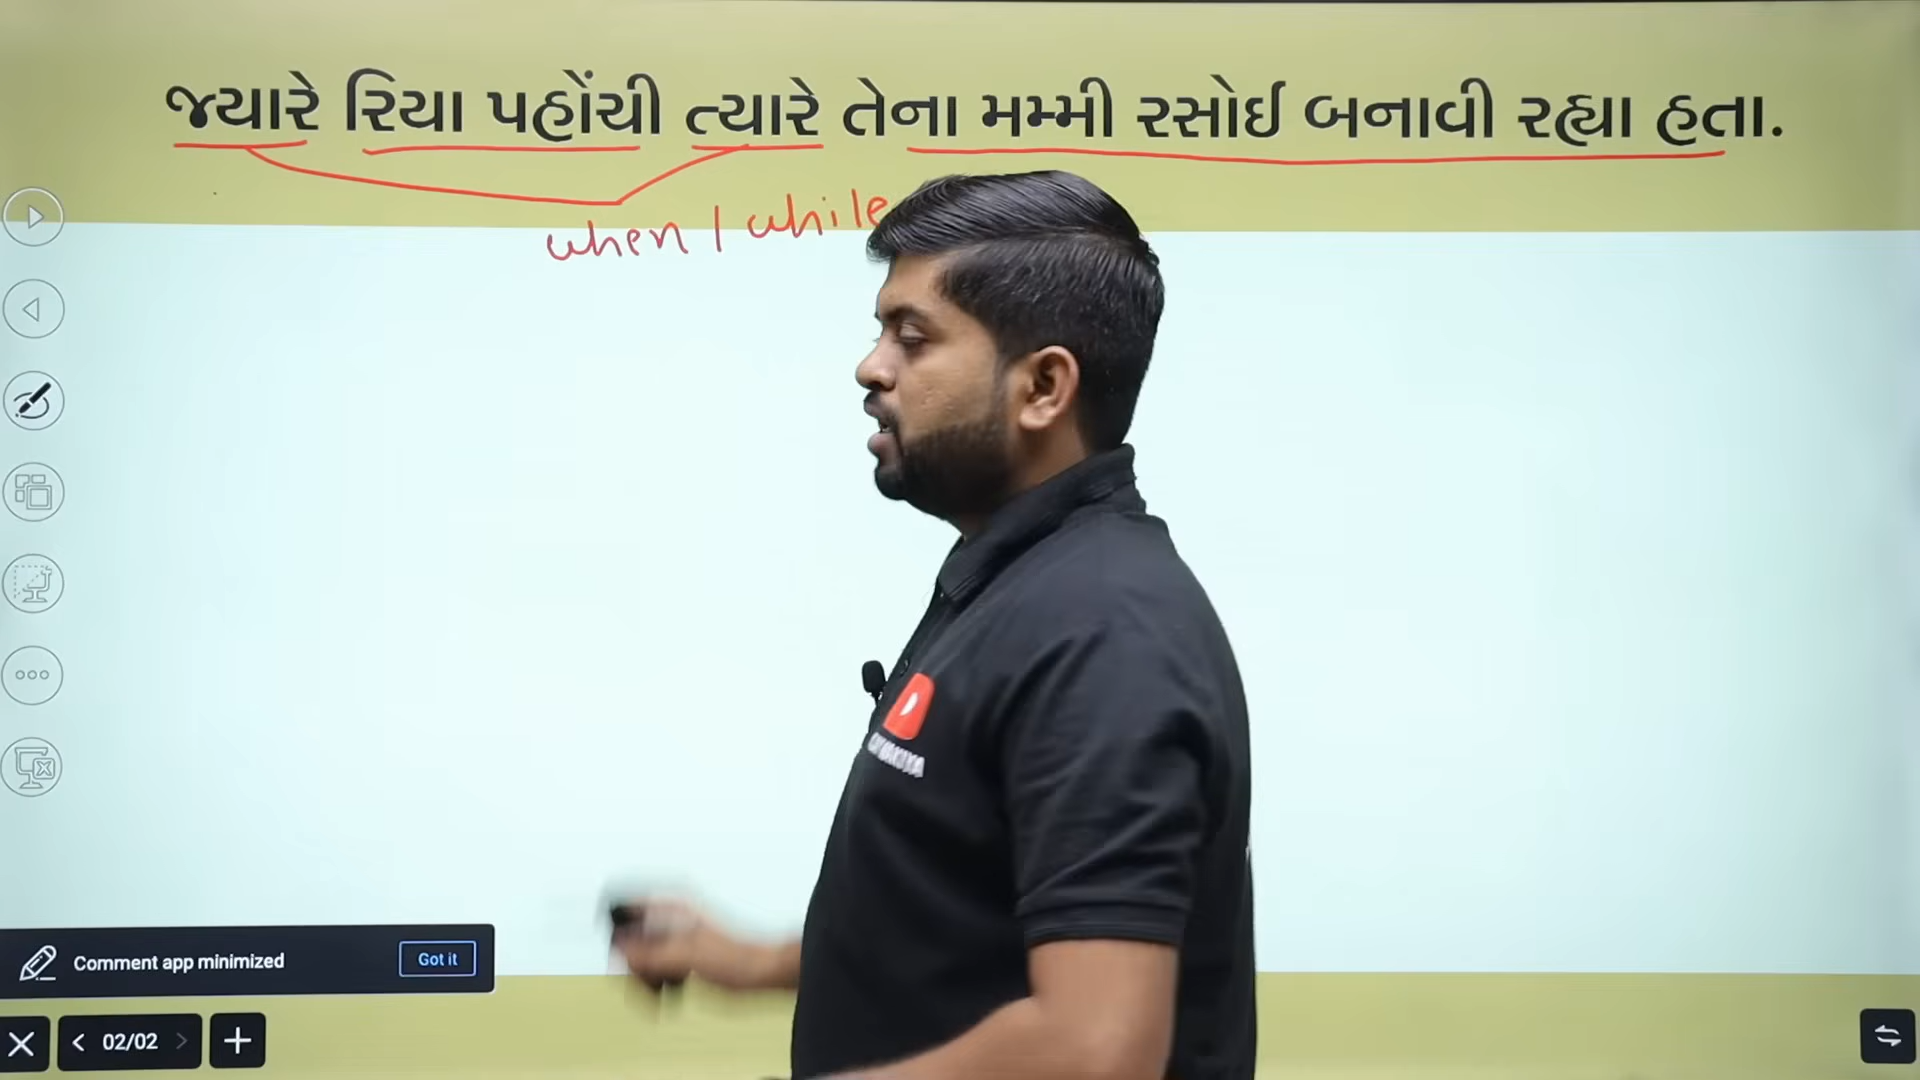 જ્યારે રિયા પહોંચી ત્યારે તેના મમ્મી રસોઈ બનાવી રહ્યા હતા.
when / while
Comment app minimized
Got it
02/02